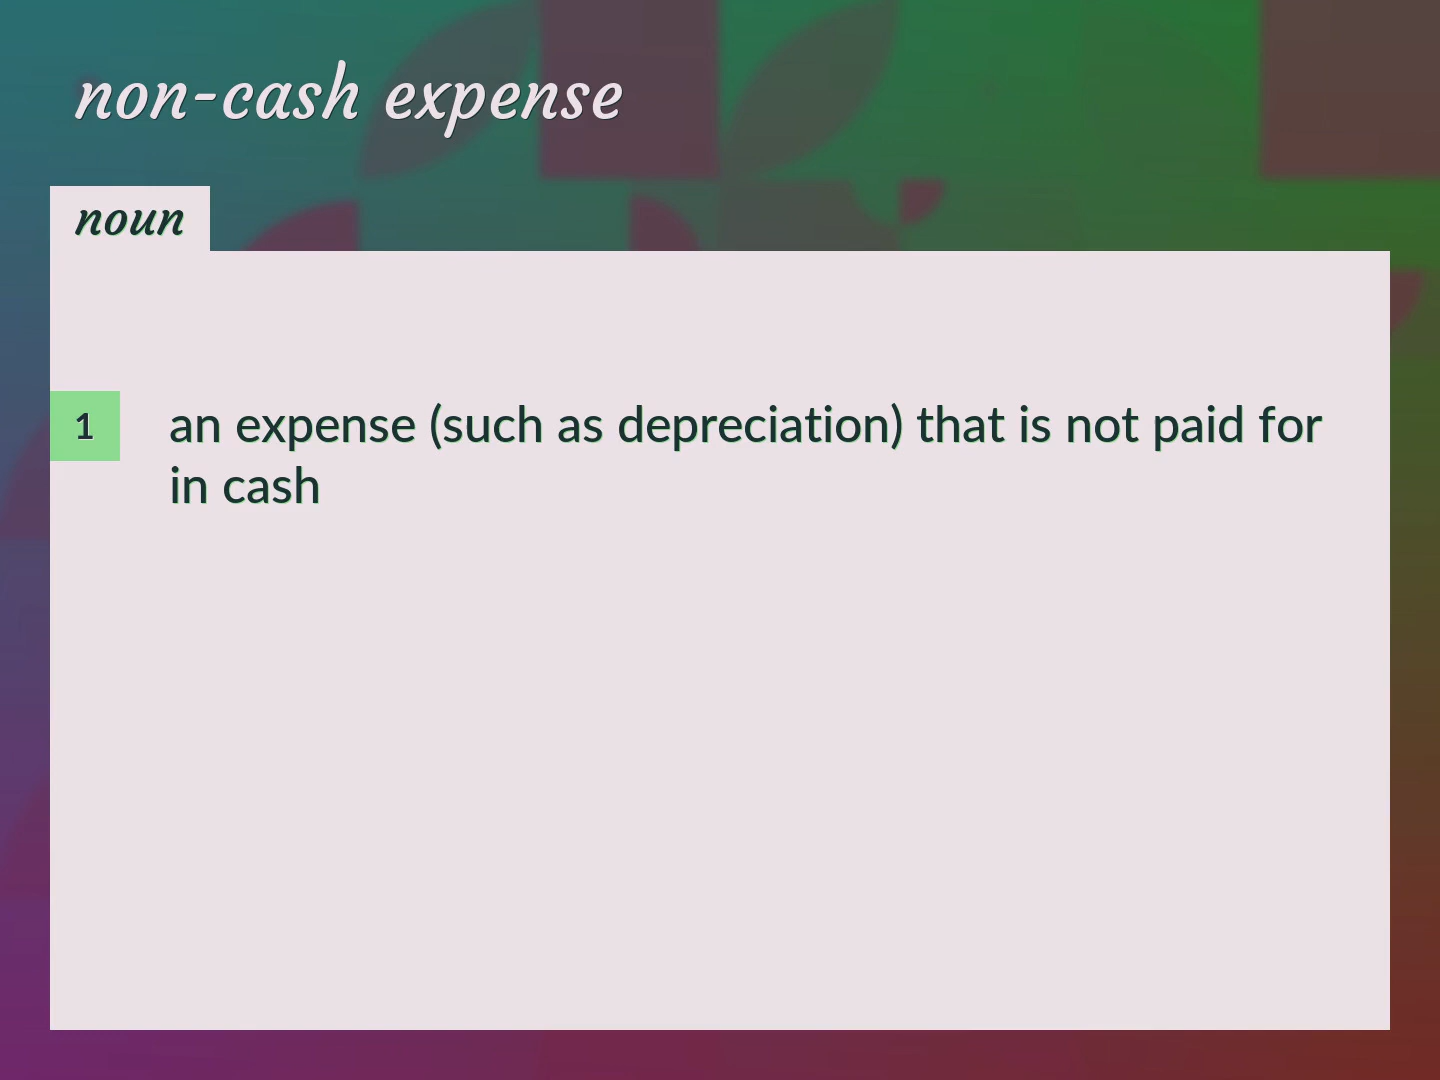 non-cash expense
noun
1 an expense (such as depreciation) that is not paid for
in cash